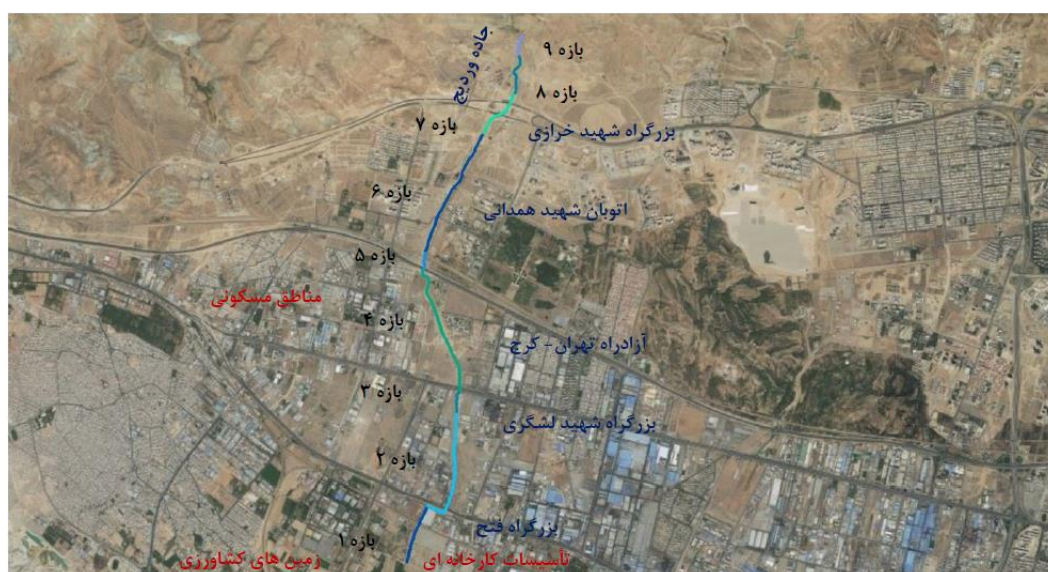 جاده وردیج
بازه ۹
بازه ۸
بازه ۷
بزرگراه شهید خرازی
بازه ۶
اتوبان شهید همدانی
بازه ۵
مناطق مسکونی
بازه ۴
آزادراه تهران- کرج
بازه ۳
بزرگراه شهید لشگری
بازه ۲
بزرگراه فتح
بازه ۱
زمین های کشاورزی
تأسیسات کارخانه ای